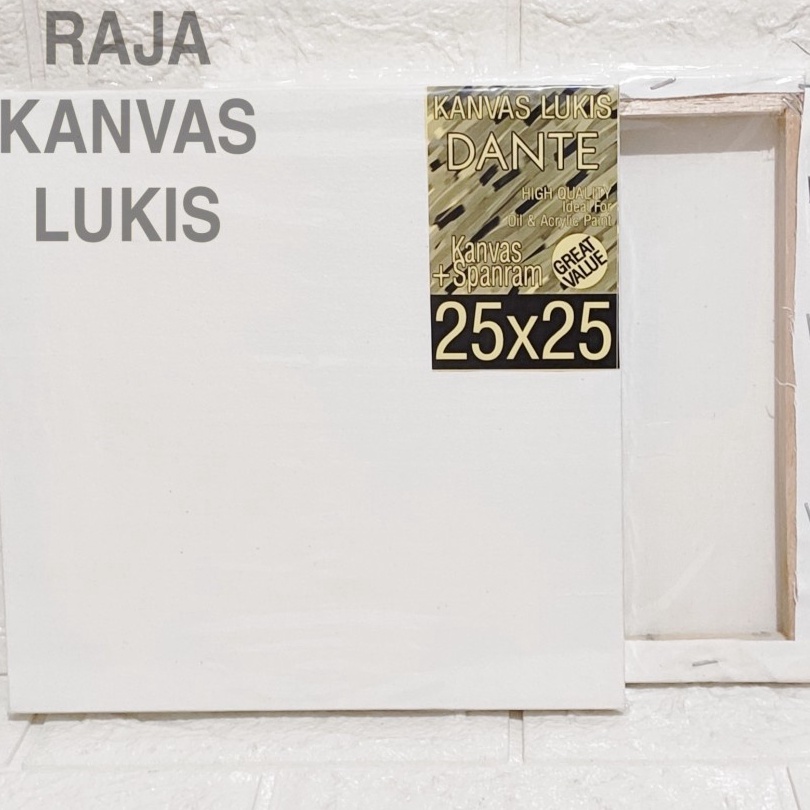 RAJA
KANVAS
LUKIS
KANVAS LUKIS
DANTE
HIGH QUALITY
Ideal For
Oil & Acrylic Paint
Kanvas
+Spanram
GREAT
VALUE
25x25